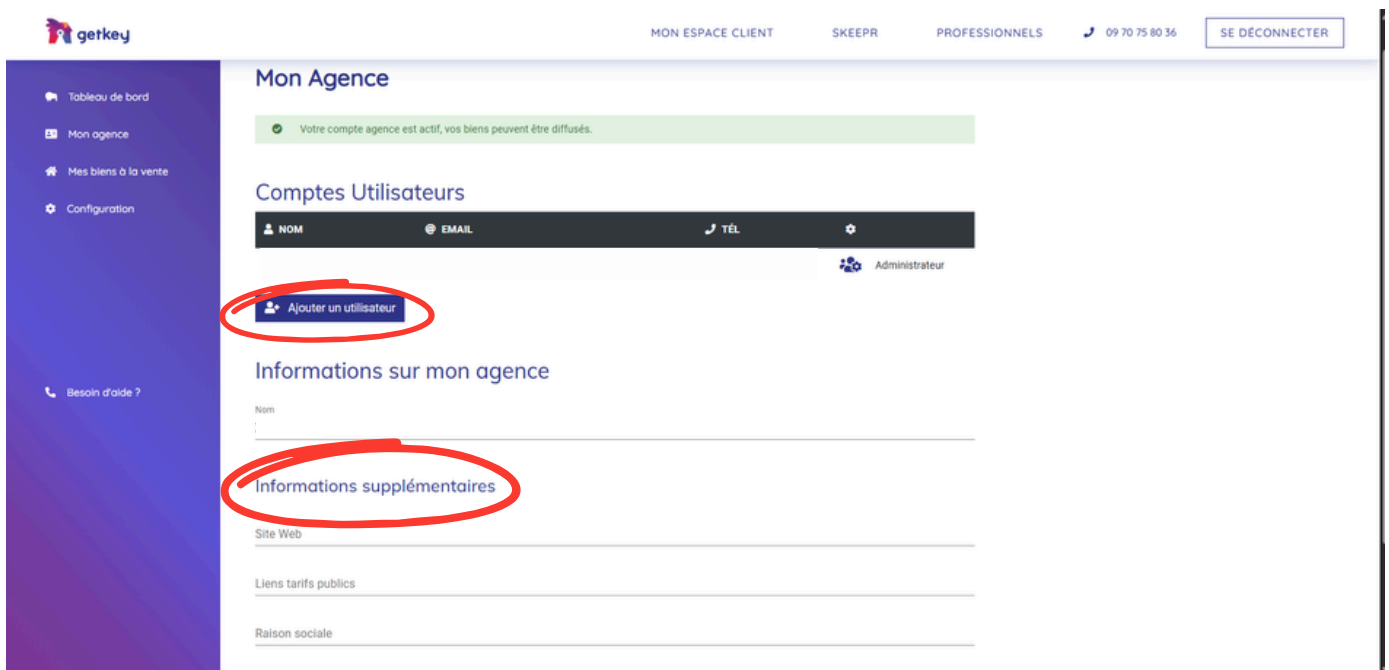 getkey
MON ESPACE CLIENT
SKEEPR
PROFESSIONNELS
09 70 75 80 36
SE DÉCONNECTER
Tableau de bord
Mon agence
Mes biens à la vente
Configuration
Besoin d'aide ?
Mon Agence
Votre compte agence est actif, vos biens peuvent être diffusés.
Comptes Utilisateurs
NOM
@ EMAIL
TÉL
Administrateur
Ajouter un utilisateur
Informations sur mon agence
Nom
Informations supplémentaires
Site Web
Liens tarifs publics
Raison sociale